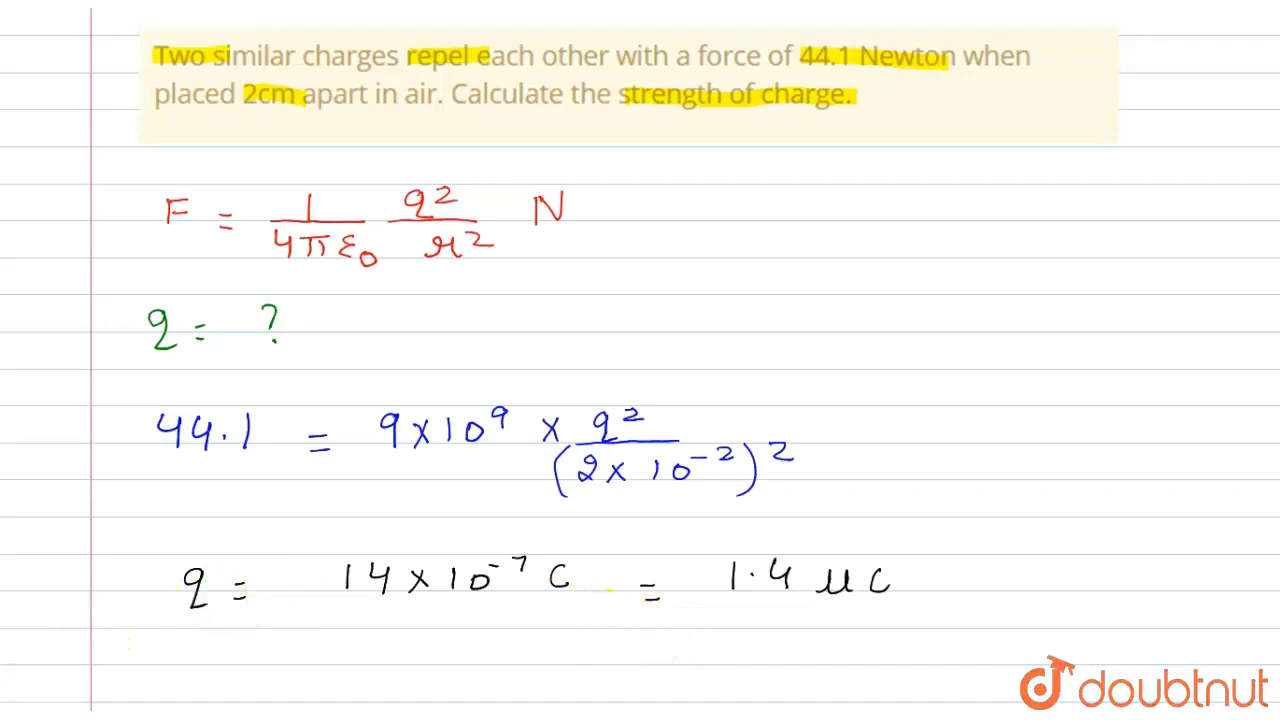 Two similar charges repel each other with a force of 44.1 Newton when
placed 2cm apart in air. Calculate the strength of charge.
F = 1/4πε₀ q²/r² N
q = ?
44.1 = 9×10⁹ × q²/(2×10⁻²)²
q = 14×10⁻⁷ C = 1.4 μC
doubtnut